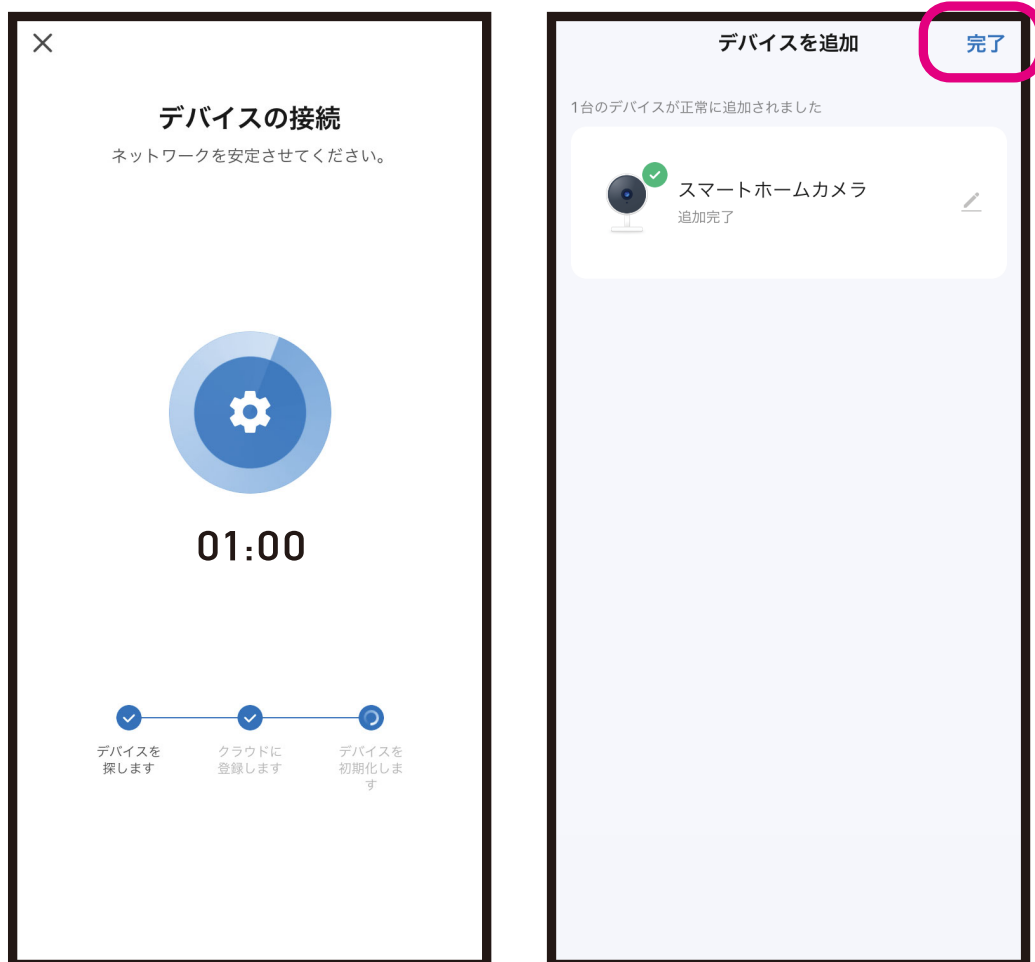 デバイスの接続
ネットワークを安定させてください。
01:00
デバイスを
探します
クラウドに
登録します
デバイスを
初期化しま
す
デバイスを追加
完了
1台のデバイスが正常に追加されました
スマートホームカメラ
追加完了